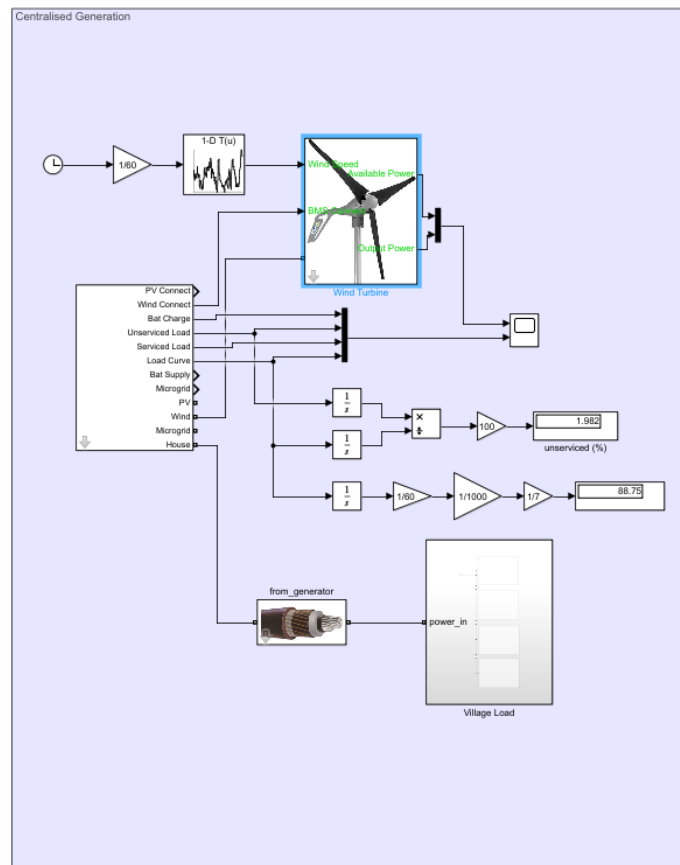 Centralised Generation
1-D T(u)
1/60
Wind Speed
Available Power
BMS
Output Power
Wind Turbine
PV Connect
Wind Connect
Bat Charge
Unserviced Load
Serviced Load
Load Curve
Bat Supply
Microgrid
PV
Wind
Microgrid
House
1
s
×
÷
100
1.982
unserviced (%)
1
s
1
s
1/60
1/1000
1/7
88.75
from_generator
power_in
Village Load